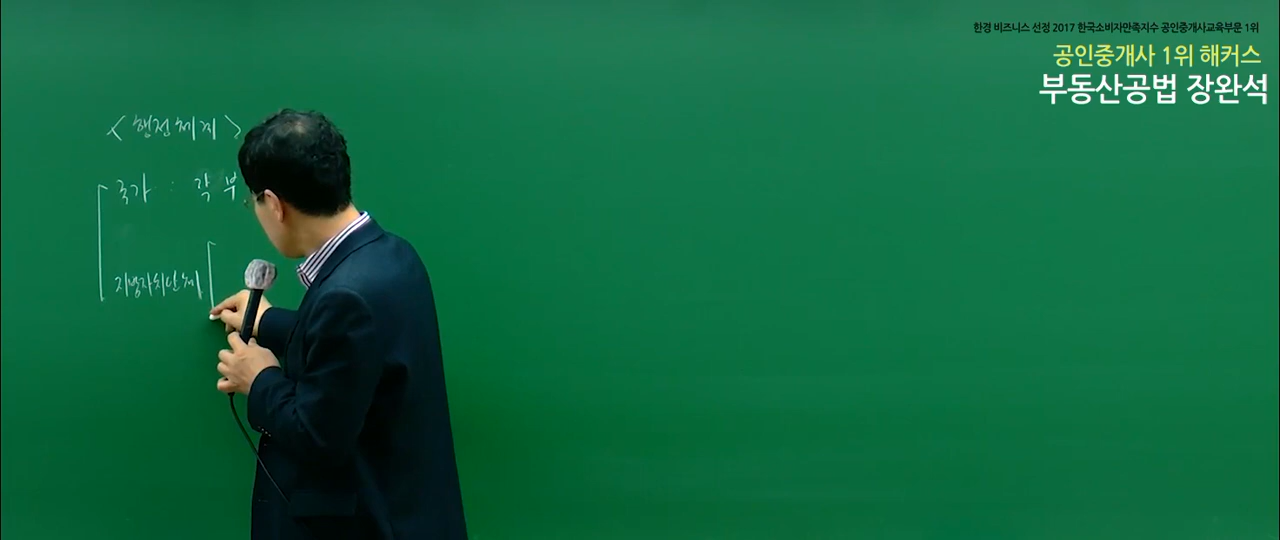 한경 비즈니스 선정 2017 한국소비자만족지수 공인중개사교육부문 1위
공인중개사 1위 해커스
부동산공법 장완석
<행정체계>
국가 : 각 부
지방자치단체